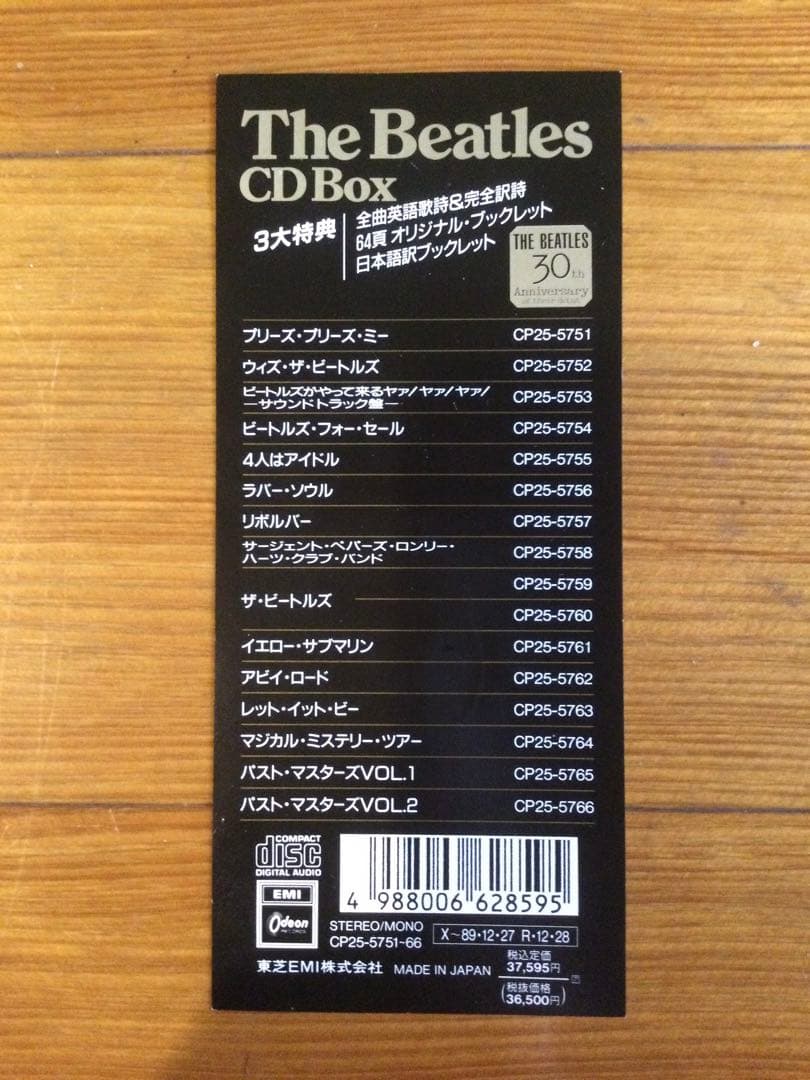 The Beatles
CD Box
3大特典
全曲英語歌詩&完全訳詩
64頁 オリジナル・ブックレット
日本語訳ブックレット
THE BEATLES
30th
Anniversary
of their debut
プリーズ・プリーズ・ミー CP25-5751
ウィズ・ザ・ビートルズ CP25-5752
ビートルズがやって来るヤァ!ヤァ!ヤァ!
―サウンドトラック盤― CP25-5753
ビートルズ・フォー・セール CP25-5754
4人はアイドル CP25-5755
ラバー・ソウル CP25-5756
リボルバー CP25-5757
サージェント・ペパーズ・ロンリー・
ハーツ・クラブ・バンド CP25-5758
ザ・ビートルズ CP25-5759
CP25-5760
イエロー・サブマリン CP25-5761
アビイ・ロード CP25-5762
レット・イット・ビー CP25-5763
マジカル・ミステリー・ツアー CP25-5764
パスト・マスターズVOL.1 CP25-5765
パスト・マスターズVOL.2 CP25-5766
COMPACT
disc
DIGITAL AUDIO
4 988006 628595
EMI
Odeon
RECORDS
STEREO/MONO
CP25-5751~66
X~89・12・27 R・12・28
東芝EMI株式会社 MADE IN JAPAN
税込定価
37,595円
(税抜価格
36,500円)